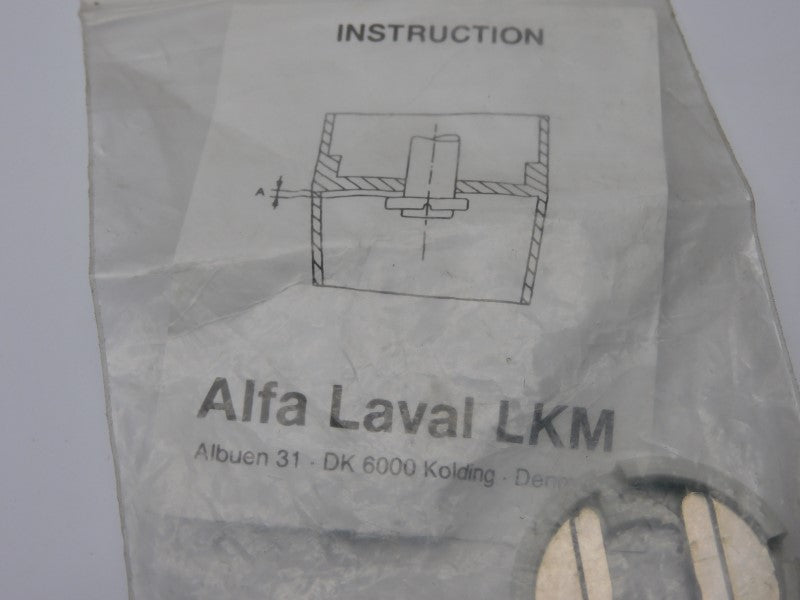 INSTRUCTION
A
Alfa Laval LKM
Albuen 31 · DK 6000 Kolding ·